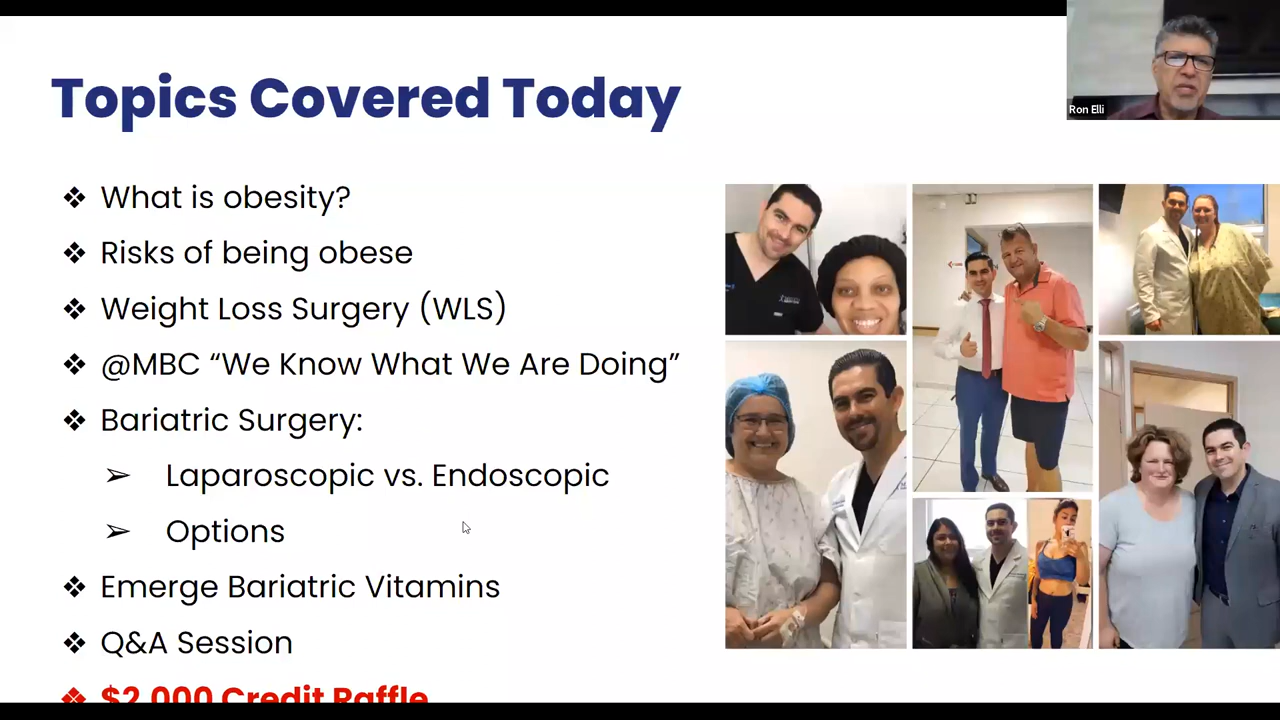 Topics Covered Today
Ron Elli
❖ What is obesity?
❖ Risks of being obese
❖ Weight Loss Surgery (WLS)
❖ @MBC “We Know What We Are Doing”
❖ Bariatric Surgery:
➢ Laparoscopic vs. Endoscopic
➢ Options
❖ Emerge Bariatric Vitamins
❖ Q&A Session
❖ $2,000 Credit Raffle